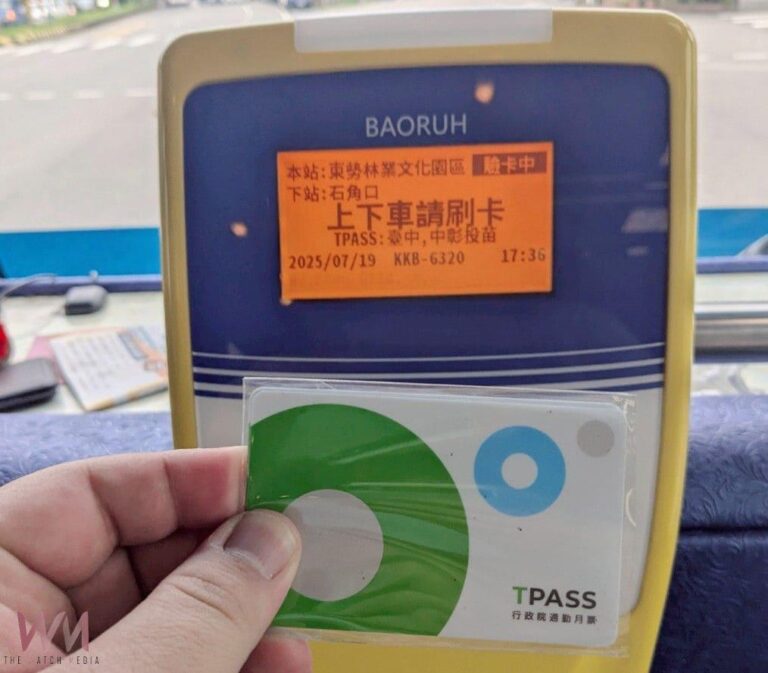 BAORUH
本站:東勢林業文化園區 驗卡中
下站:石角口
上下車請刷卡
TPASS:臺中,中彰投苗
2025/07/19 KKB-6320 17:36
TPASS
行政院通勤月票
WM
THE WATCH MEDIA